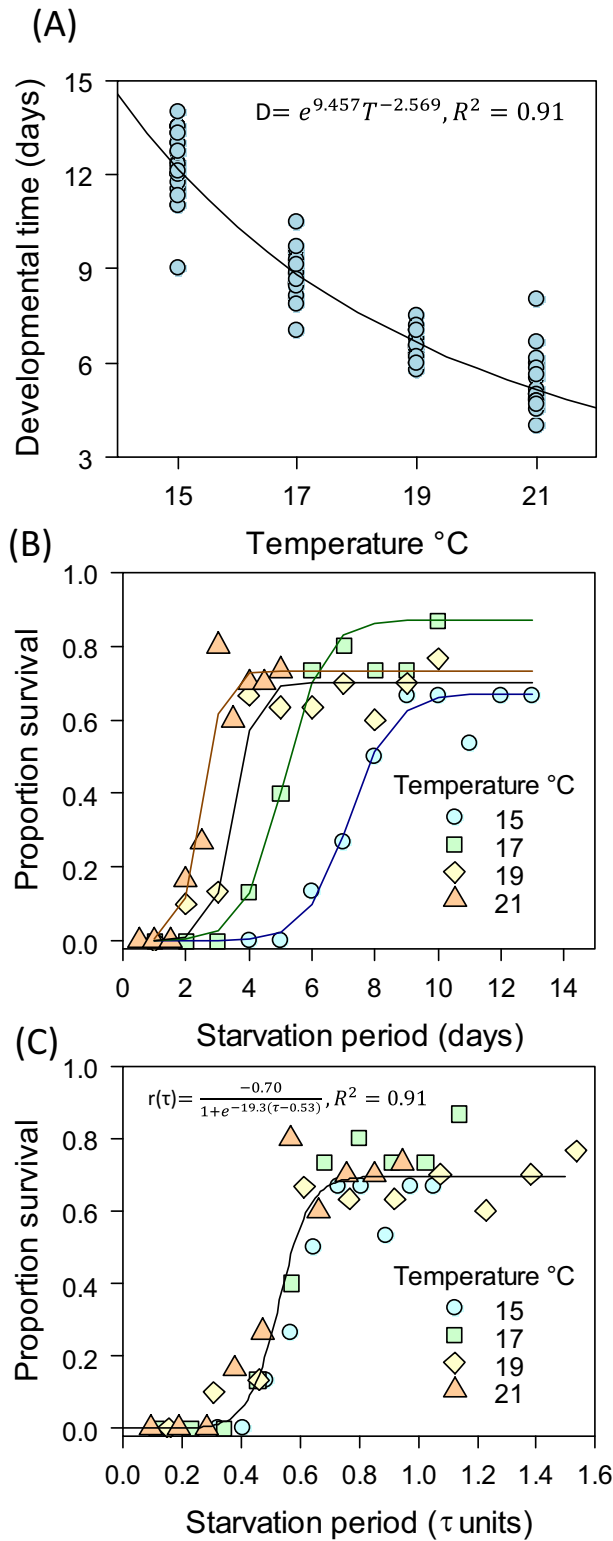 (A)
15
12
9
6
3
Developmental time (days)
D= e^{9.457}T^{-2.569}, R^2 = 0.91
15 17 19 21
Temperature °C
(B)
1.0
0.8
0.6
0.4
0.2
0.0
Proportion survival
Temperature °C
15
17
19
21
0 2 4 6 8 10 12 14
Starvation period (days)
(C)
1.0
0.8
0.6
0.4
0.2
0.0
Proportion survival
r(τ)= \frac{-0.70}{1+e^{-19.3(τ-0.53)}}, R^2 = 0.91
Temperature °C
15
17
19
21
0.0 0.2 0.4 0.6 0.8 1.0 1.2 1.4 1.6
Starvation period (τ units)